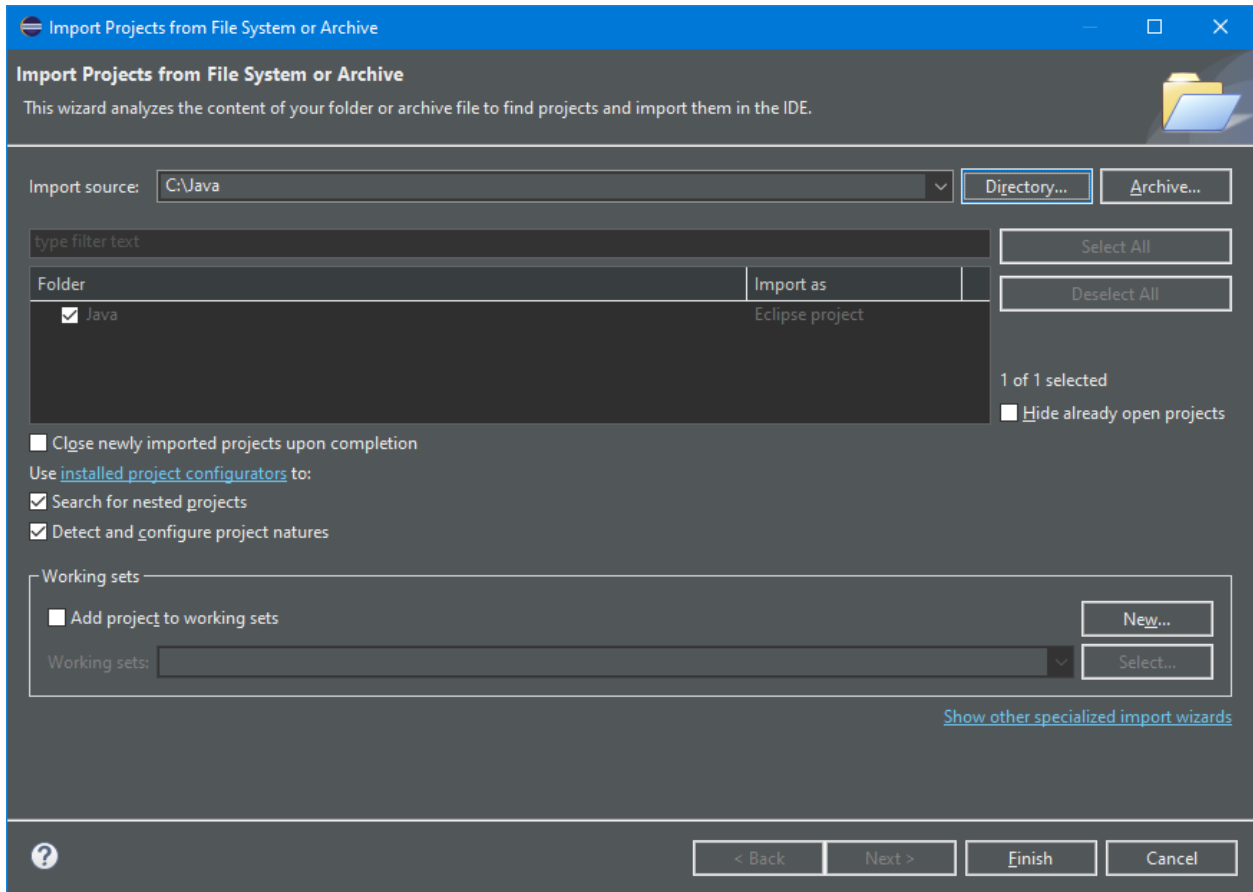 Import Projects from File System or Archive
Import Projects from File System or Archive
This wizard analyzes the content of your folder or archive file to find projects and import them in the IDE.
Import source: C:\Java Directory... Archive...
type filter text Select All
Folder Import as
Deselect All
Java Eclipse project
1 of 1 selected
Hide already open projects
Close newly imported projects upon completion
Use installed project configurators to:
Search for nested projects
Detect and configure project natures
Working sets
Add project to working sets New...
Working sets: Select...
Show other specialized import wizards
? < Back Next > Finish Cancel